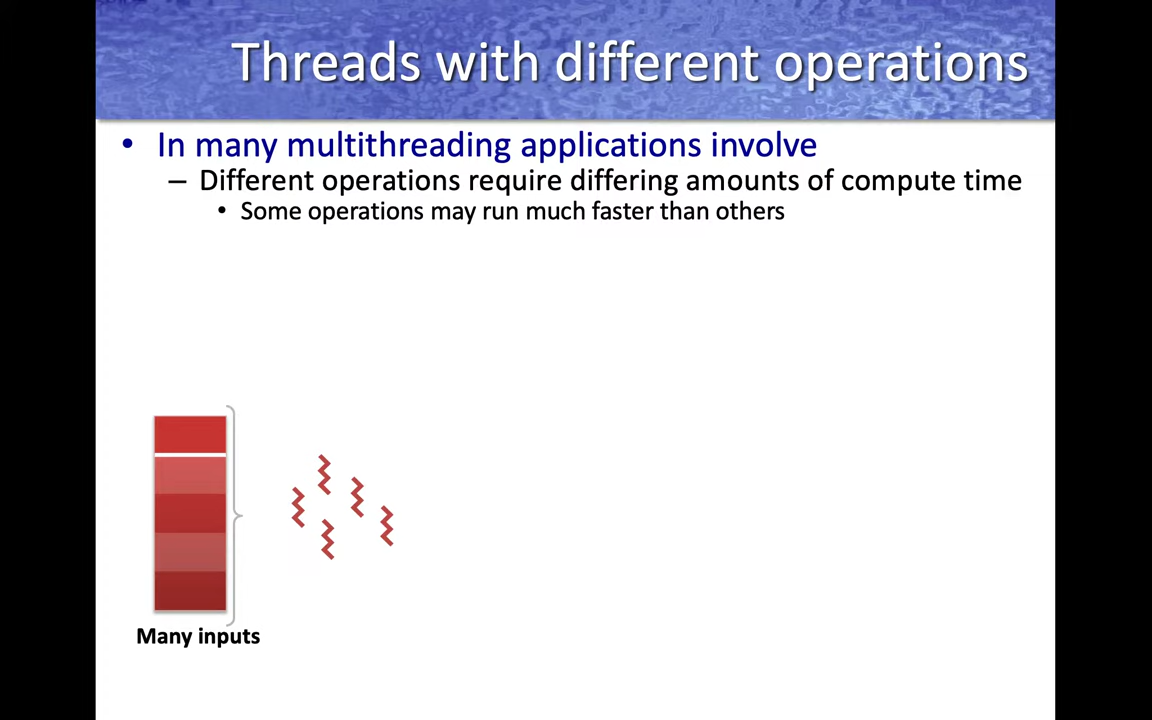 Threads with different operations
• In many multithreading applications involve
– Different operations require differing amounts of compute time
• Some operations may run much faster than others
Many inputs